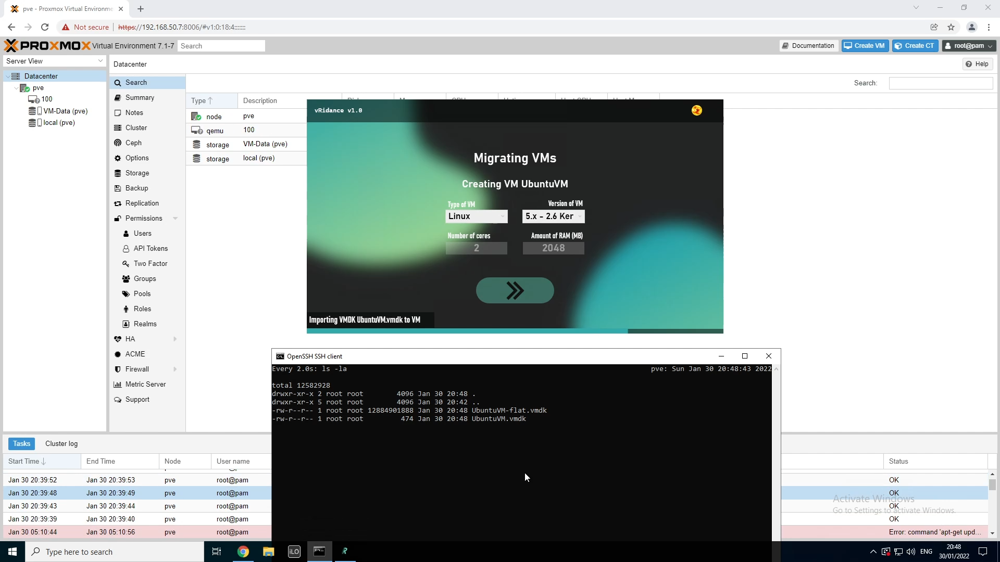 pve - Proxmox Virtual Environme
Not secure
https://192.168.50.7:8006/#v1:0:18:4:::::::
PROXMOX Virtual Environment 7.1-7
Search
Documentation
Create VM
Create CT
root@pam
Server View
Datacenter
Help
Datacenter
pve
100
VM-Data (pve)
local (pve)
Search
Summary
Notes
Cluster
Ceph
Options
Storage
Backup
Replication
Permissions
Users
API Tokens
Two Factor
Groups
Pools
Roles
Realms
HA
ACME
Firewall
Metric Server
Support
Search:
Type
Description
node
pve
qemu
100
storage
VM-Data (pve)
storage
local (pve)
vRidance v1.0
Migrating VMs
Creating VM UbuntuVM
Type of VM
Version of VM
Linux
5.x - 2.6 Ker
Number of cores
Amount of RAM (MB)
2
2048
Importing VMDK UbuntuVM.vmdk to VM
OpenSSH SSH client
Every 2.0s: ls -la
pve: Sun Jan 30 20:48:43 2022
total 12582928
drwxr-xr-x 2 root root        4096 Jan 30 20:48 .
drwxr-xr-x 5 root root        4096 Jan 30 20:42 ..
-rw-r--r-- 1 root root 12884901888 Jan 30 20:48 UbuntuVM-flat.vmdk
-rw-r--r-- 1 root root         474 Jan 30 20:48 UbuntuVM.vmdk
Tasks
Cluster log
Start Time
End Time
Node
User name
Status
Jan 30 20:39:52
Jan 30 20:39:53
pve
root@pam
OK
Jan 30 20:39:48
Jan 30 20:39:49
pve
root@pam
OK
Jan 30 20:39:43
Jan 30 20:39:44
pve
root@pam
OK
Jan 30 20:39:39
Jan 30 20:39:40
pve
root@pam
OK
Jan 30 05:10:44
Jan 30 05:10:56
pve
root@pam
Error: command 'apt-get upd...
Activate Windows
Go to Settings to activate Windows.
Type here to search
iLO
ENG
20:48
30/01/2022